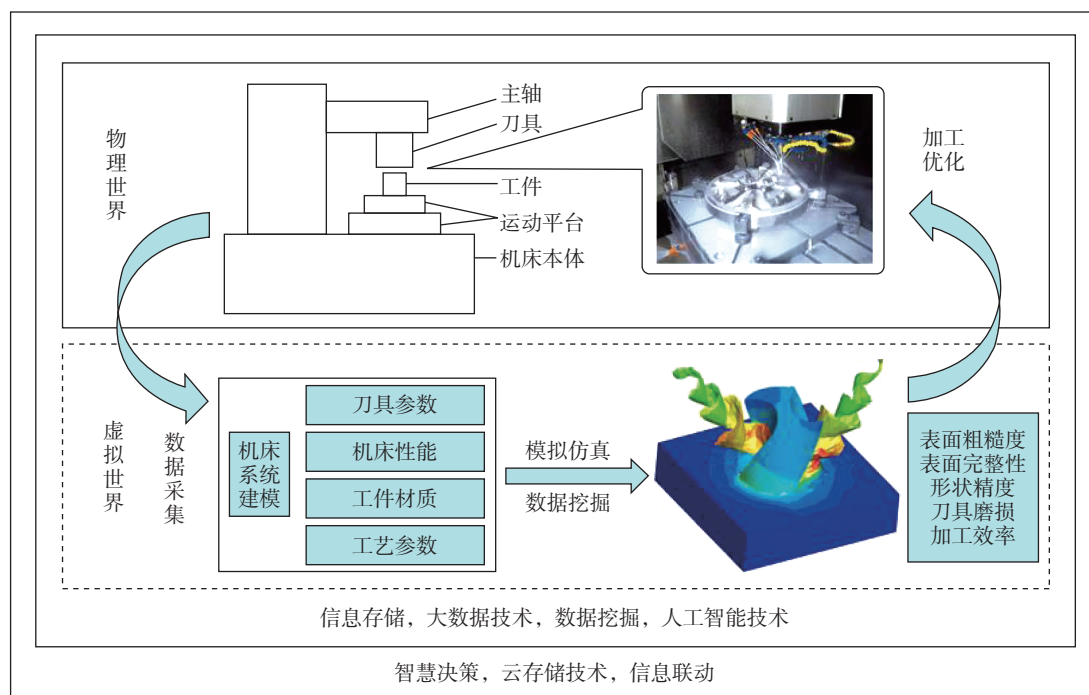 物理世界
主轴
刀具
工件
运动平台
机床本体
加工
优化
虚拟世界
数据采集
机床
系统
建模
刀具参数
机床性能
工件材质
工艺参数
模拟仿真
数据挖掘
表面粗糙度
表面完整性
形状精度
刀具磨损
加工效率
信息存储，大数据技术，数据挖掘，人工智能技术
智慧决策，云存储技术，信息联动